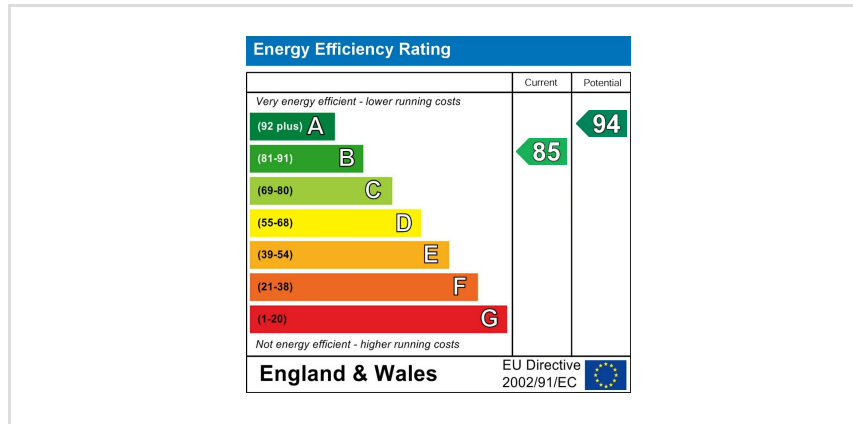 Energy Efficiency Rating
Current Potential
Very energy efficient - lower running costs
(92 plus) A
94
(81-91) B
85
(69-80) C
(55-68) D
(39-54) E
(21-38) F
(1-20) G
Not energy efficient - higher running costs
England & Wales
EU Directive
2002/91/EC